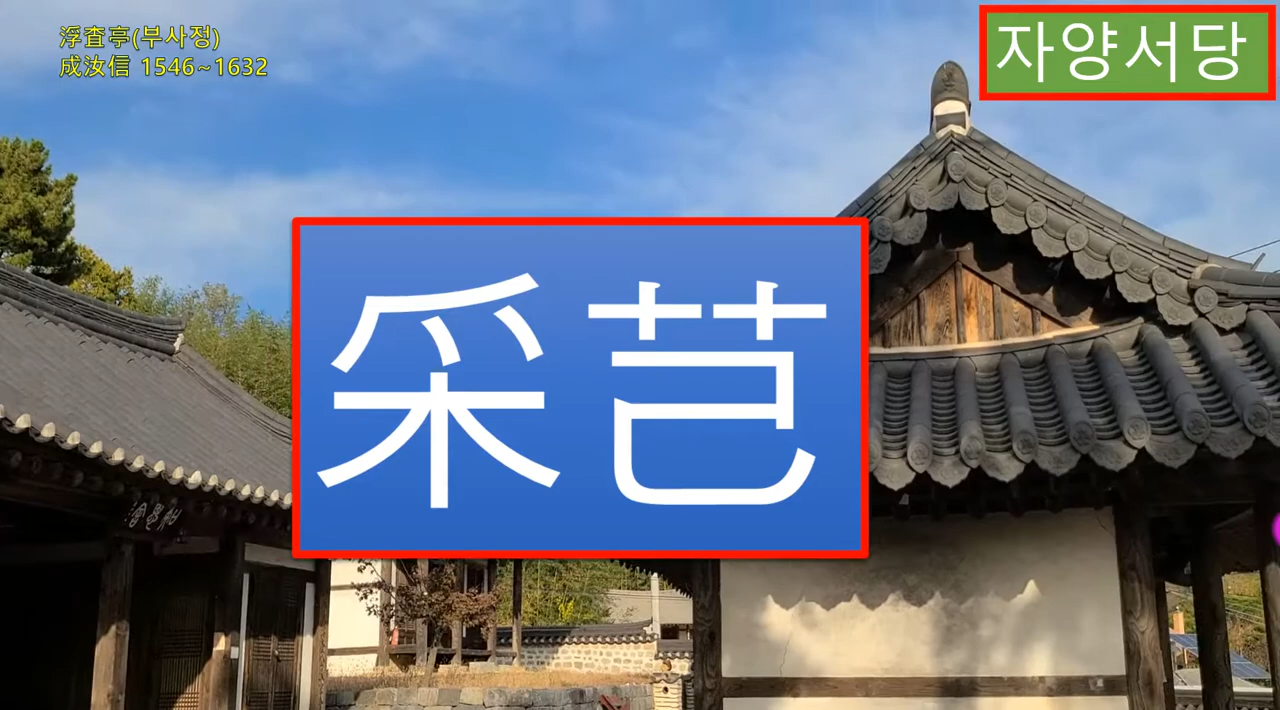 浮査亭(부사정)
成汝信 1546~1632
자양서당
采芑